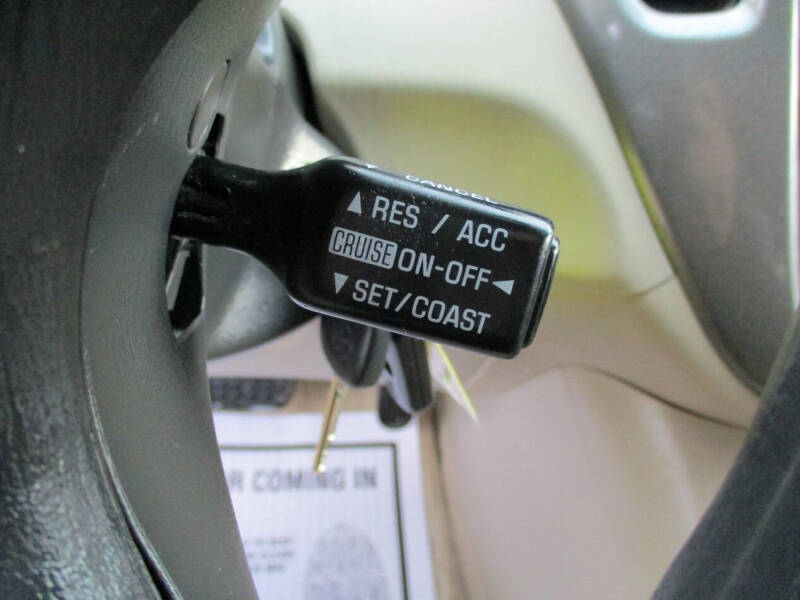 CANCEL
▲ RES / ACC
CRUISE ON-OFF ◀
▼ SET/COAST
R COMING IN